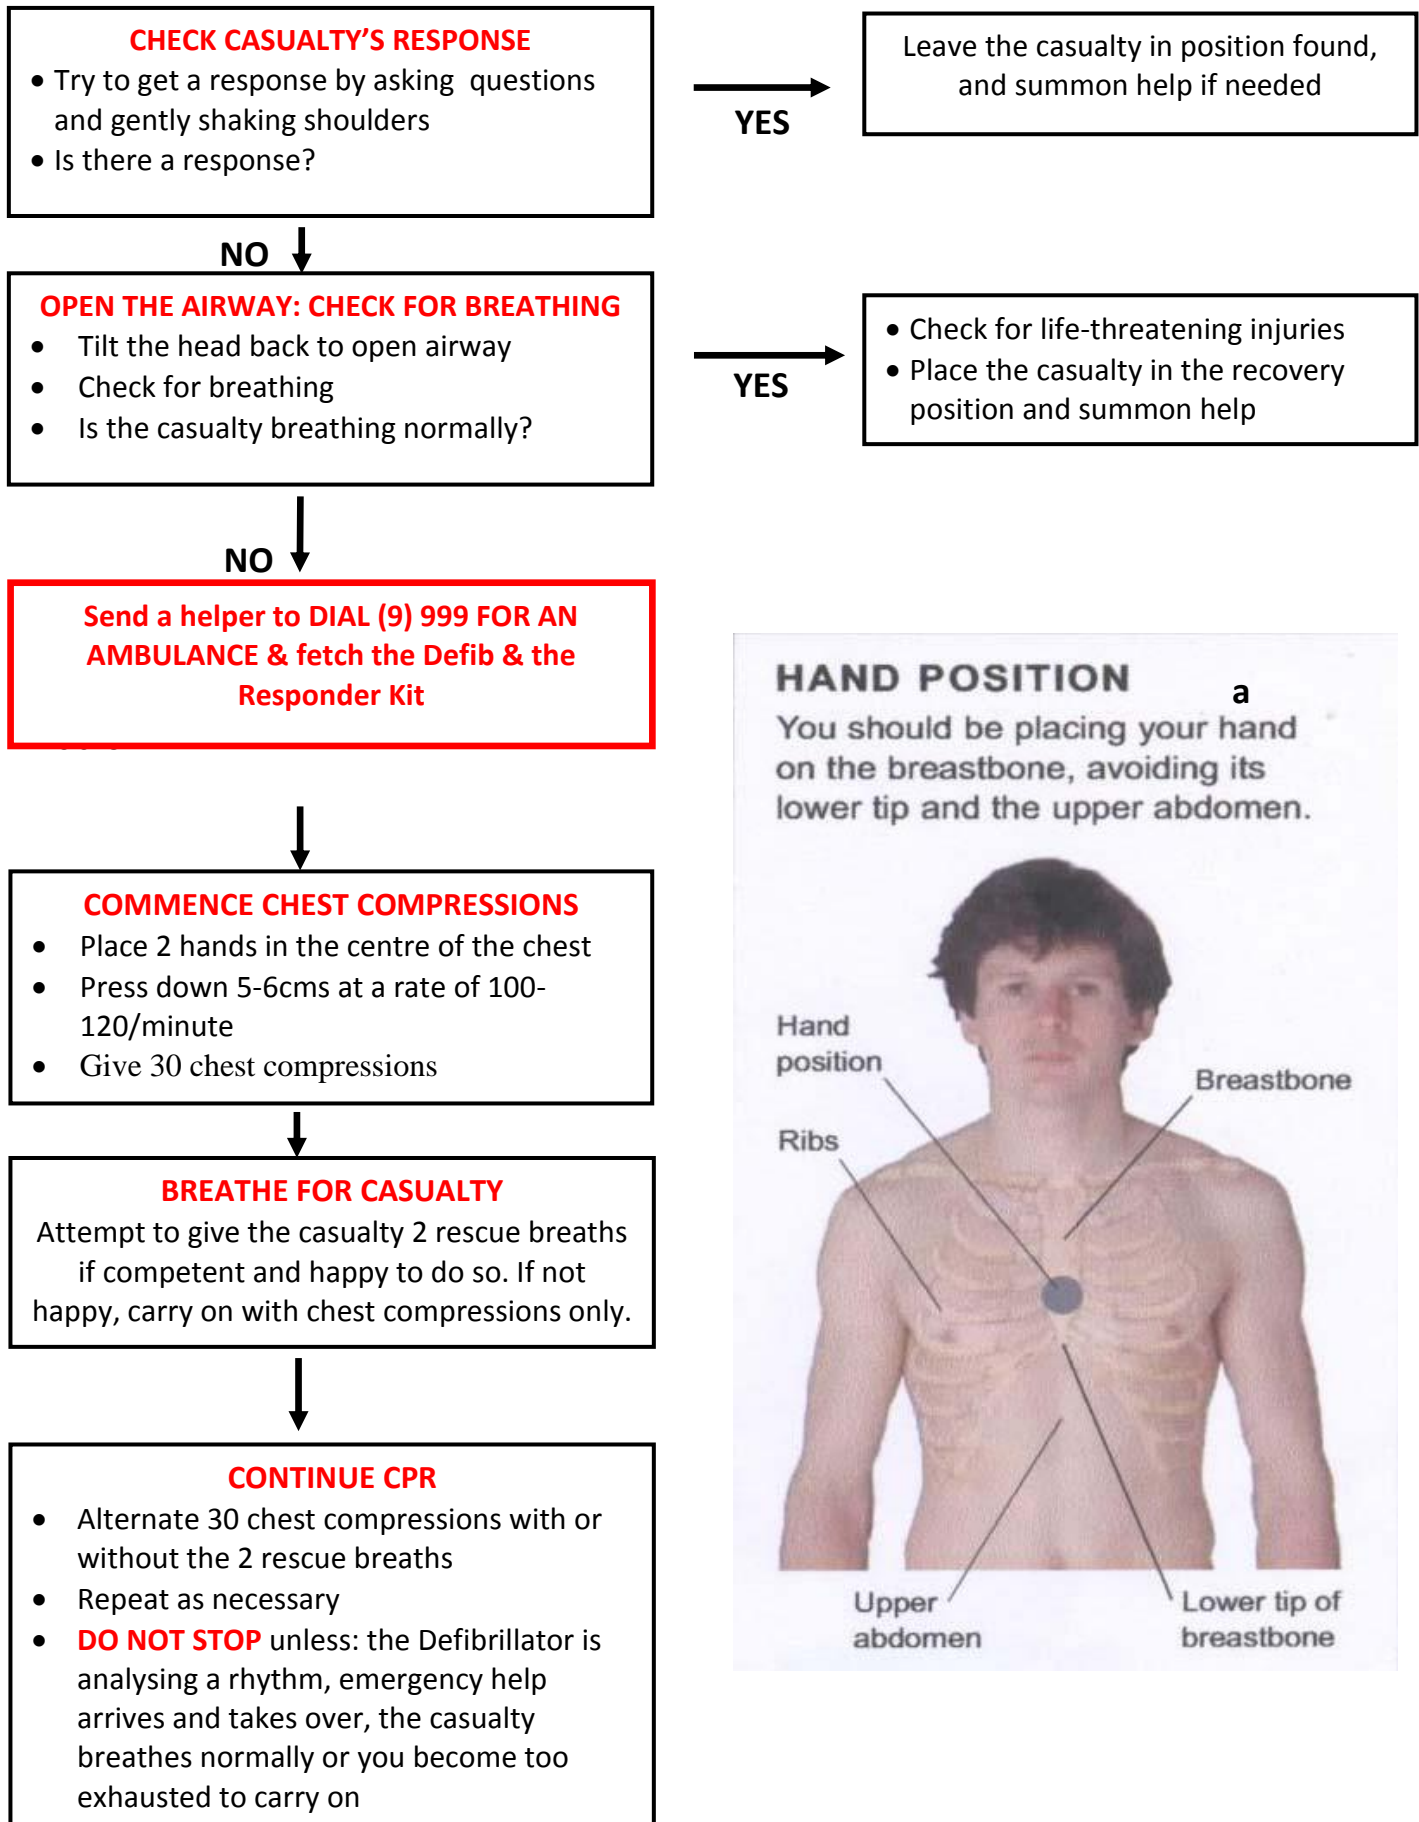 CHECK CASUALTY'S RESPONSE
• Try to get a response by asking questions
and gently shaking shoulders
• Is there a response?
YES
Leave the casualty in position found,
and summon help if needed
NO
OPEN THE AIRWAY: CHECK FOR BREATHING
• Tilt the head back to open airway
• Check for breathing
• Is the casualty breathing normally?
YES
• Check for life-threatening injuries
• Place the casualty in the recovery
position and summon help
NO
Send a helper to DIAL (9) 999 FOR AN
AMBULANCE & fetch the Defib & the
Responder Kit
COMMENCE CHEST COMPRESSIONS
• Place 2 hands in the centre of the chest
• Press down 5-6cms at a rate of 100-
120/minute
• Give 30 chest compressions
BREATHE FOR CASUALTY
Attempt to give the casualty 2 rescue breaths
if competent and happy to do so. If not
happy, carry on with chest compressions only.
CONTINUE CPR
• Alternate 30 chest compressions with or
without the 2 rescue breaths
• Repeat as necessary
• DO NOT STOP unless: the Defibrillator is
analysing a rhythm, emergency help
arrives and takes over, the casualty
breathes normally or you become too
exhausted to carry on
HAND POSITION
a
You should be placing your hand
on the breastbone, avoiding its
lower tip and the upper abdomen.
Hand
position
Breastbone
Ribs
Upper
abdomen
Lower tip of
breastbone